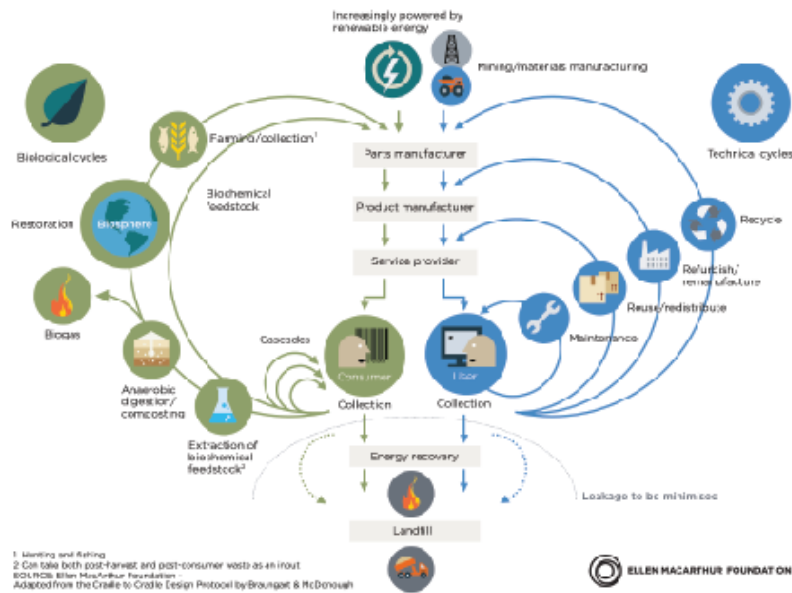 Increasingly powered by
renewable energy
Mining/materials manufacturing
Biological cycles
Farming/collection¹
Parts manufacturer
Technical cycles
Biochemical
feedstock
Product manufacturer
Restoration
Biosphere
Recycle
Service provider
Refurbish/
remanufacture
Reuse/redistribute
Biogas
Cascades
Maintenance
Consumer
User
Anaerobic
digestion/
composting
Collection
Collection
Extraction of
biochemical
feedstock²
Energy recovery
Leakage to be minimised
Landfill
1 Hunting and fishing
2 Can take both post-harvest and post-consumer waste as an input
SOURCE: Ellen MacArthur Foundation -
Adapted from the Cradle to Cradle Design Protocol by Braungart & McDonough
ELLEN MACARTHUR FOUNDATION